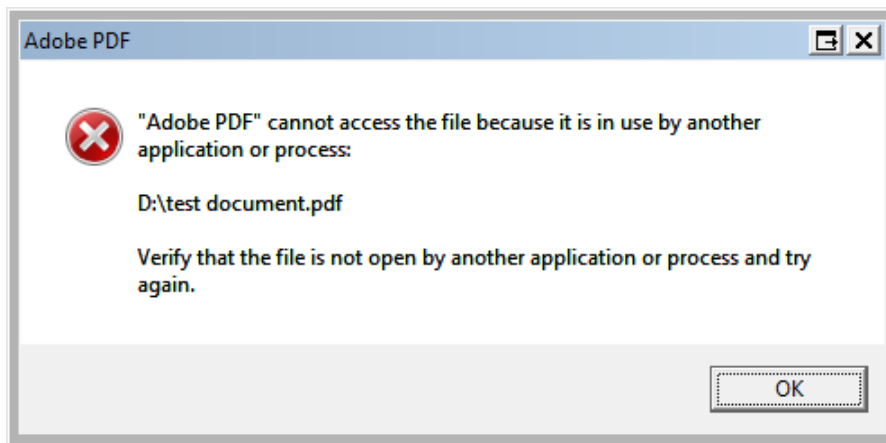 Adobe PDF
"Adobe PDF" cannot access the file because it is in use by another
application or process:
D:\test document.pdf
Verify that the file is not open by another application or process and try
again.
OK